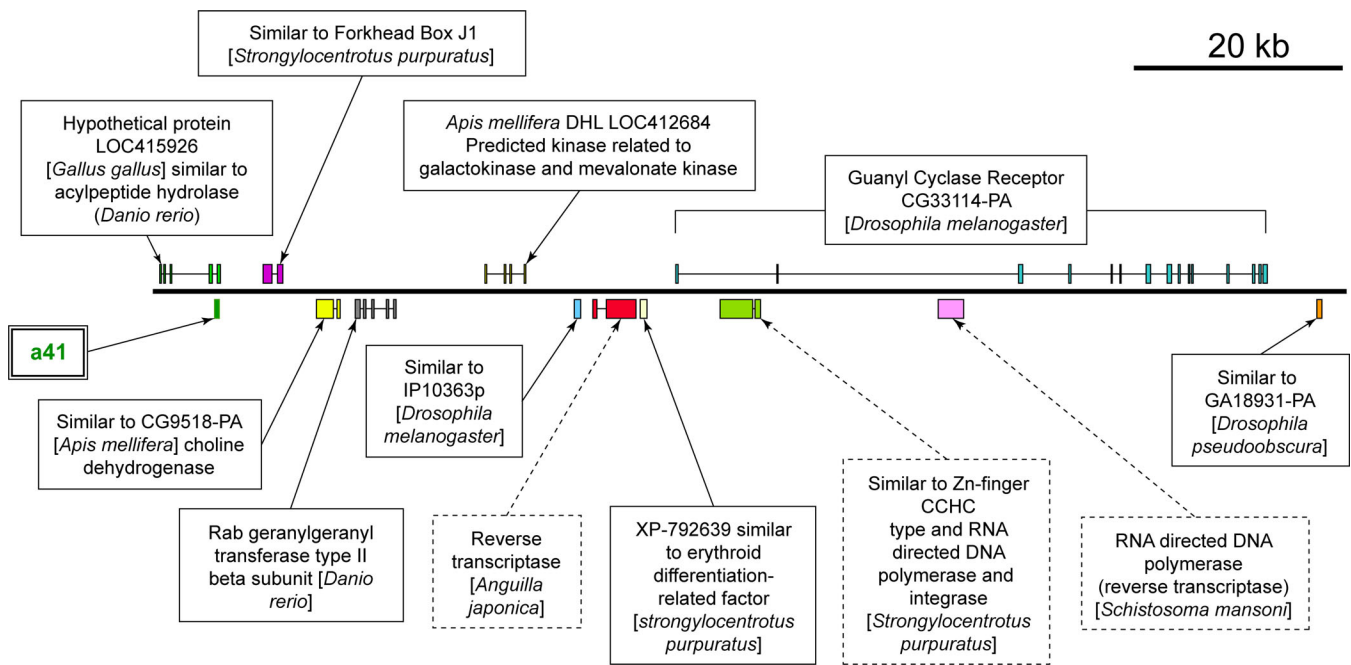 Similar to Forkhead Box J1
[Strongylocentrotus purpuratus]
20 kb
Hypothetical protein
LOC415926
[Gallus gallus] similar to
acylpeptide hydrolase
(Danio rerio)
Apis mellifera DHL LOC412684
Predicted kinase related to
galactokinase and mevalonate kinase
Guanyl Cyclase Receptor
CG33114-PA
[Drosophila melanogaster]
a41
Similar to CG9518-PA
[Apis mellifera] choline
dehydrogenase
Rab geranylgeranyl
transferase type II
beta subunit [Danio
rerio]
Similar to
IP10363p
[Drosophila
melanogaster]
Reverse
transcriptase
[Anguilla
japonica]
XP-792639 similar
to erythroid
differentiation-
related factor
[strongylocentrotus
purpuratus]
Similar to Zn-finger
CCHC
type and RNA
directed DNA
polymerase and
integrase
[Strongylocentrotus
purpuratus]
RNA directed DNA
polymerase
(reverse transcriptase)
[Schistosoma mansoni]
Similar to
GA18931-PA
[Drosophila
pseudoobscura]